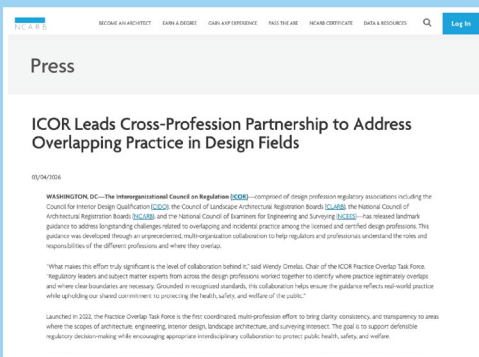 NCARB
BECOME AN ARCHITECT EARN A DEGREE GAIN AXP EXPERIENCE PASS THE ARE NCARB CERTIFICATE DATA & RESOURCES Log In
Press
ICOR Leads Cross-Profession Partnership to Address
Overlapping Practice in Design Fields
03/04/2026
WASHINGTON, DC—The Interorganizational Council on Regulation (ICOR)—comprised of design profession regulatory associations including the
Council for Interior Design Qualification (CIDQ), the Council of Landscape Architectural Registration Boards (CLARB), the National Council of
Architectural Registration Boards (NCARB), and the National Council of Examiners for Engineering and Surveying (NCEES)—has released landmark
guidance to address longstanding challenges related to overlapping and incidental practice among the licensed and certified design professions. This
guidance was developed through an unprecedented, multi-organization collaboration to help regulators and professionals understand the roles and
responsibilities of the different professions and where they overlap.
"What makes this effort truly significant is the level of collaboration behind it," said Wendy Ornelas, Chair of the ICOR Practice Overlap Task Force.
"Regulatory leaders and subject matter experts from across the design professions worked together to identify where practice legitimately overlaps
and where clear boundaries are necessary. Grounded in recognized standards, this collaboration helps ensure the guidance reflects real-world practice
while upholding our shared commitment to protecting the health, safety, and welfare of the public."
Launched in 2022, the Practice Overlap Task Force is the first coordinated, multi-profession effort to bring clarity, consistency, and transparency to areas
where the scopes of architecture, engineering, interior design, landscape architecture, and surveying intersect. The goal is to support defensible
regulatory decision-making while encouraging appropriate interdisciplinary collaboration to protect public health, safety, and welfare.